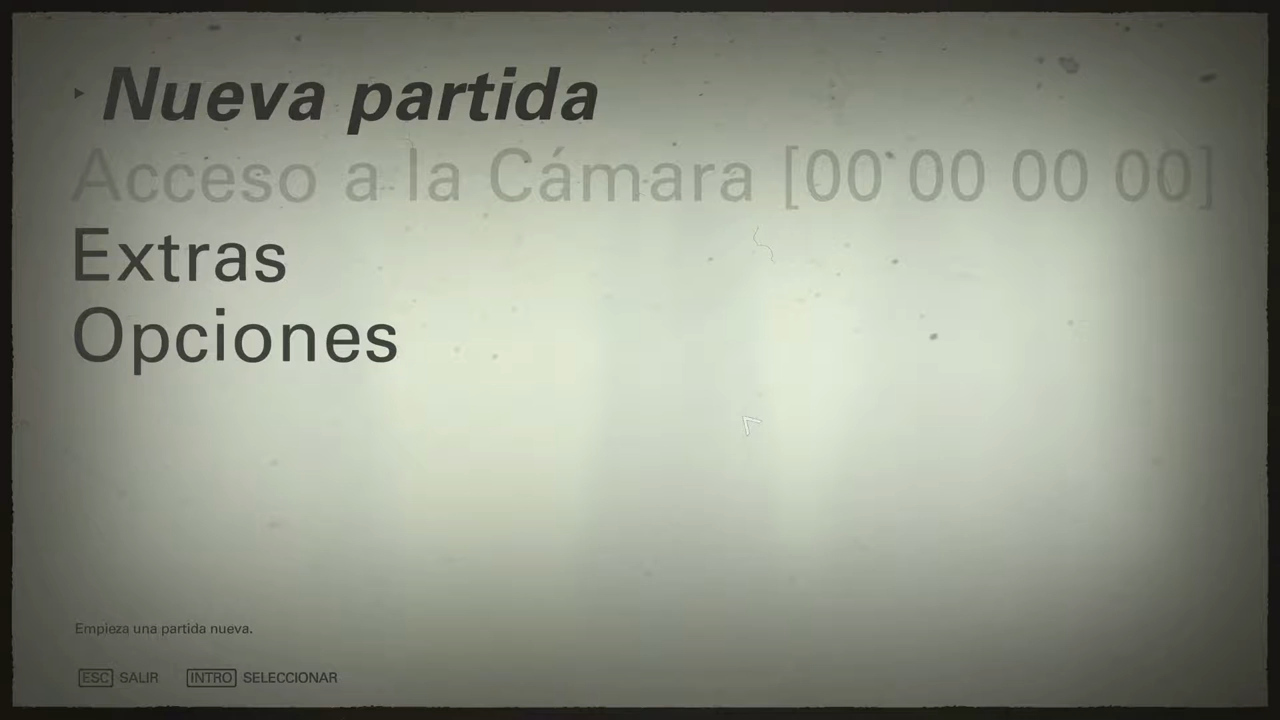 Nueva partida
Acceso a la Cámara [00 00 00 00]
Extras
Opciones
Empieza una partida nueva.
ESC SALIR INTRO SELECCIONAR